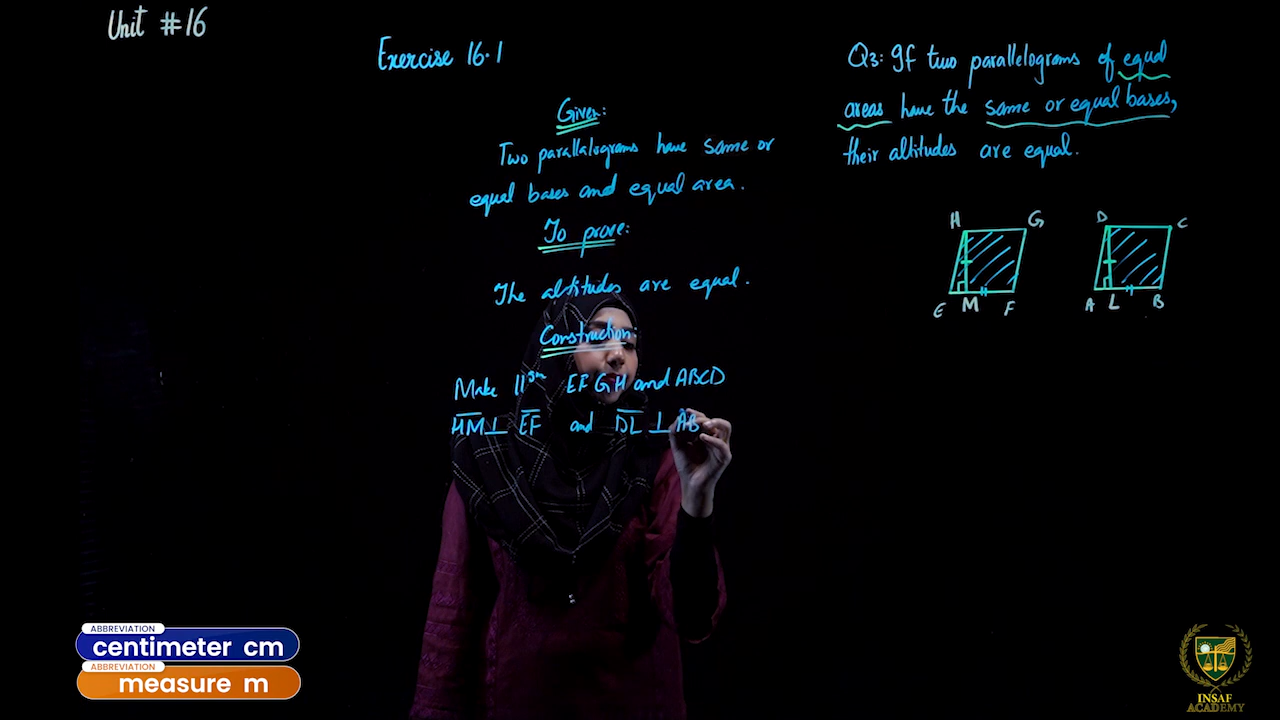 Unit #16
Exercise 16.1
Given:
Two parallalograms have same or
equal bases and equal area.
To prove:
The altitudes are equal.
Construction:
Make 11gm EFGH and ABCD
HM⊥ EF and DL ⊥ AB
Q3: If two parallelograms of equal
areas have the same or equal bases,
their altitudes are equal.
H G
E M F
D C
A L B
ABBREVIATION
centimeter cm
ABBREVIATION
measure m
INSAF
ACADEMY